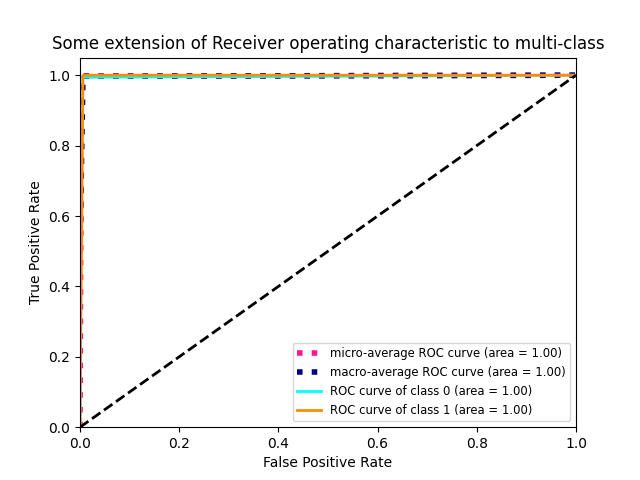 Some extension of Receiver operating characteristic to multi-class
1.0
0.8
0.6
0.4
0.2
0.0
True Positive Rate
micro-average ROC curve (area = 1.00)
macro-average ROC curve (area = 1.00)
ROC curve of class 0 (area = 1.00)
ROC curve of class 1 (area = 1.00)
0.0 0.2 0.4 0.6 0.8 1.0
False Positive Rate